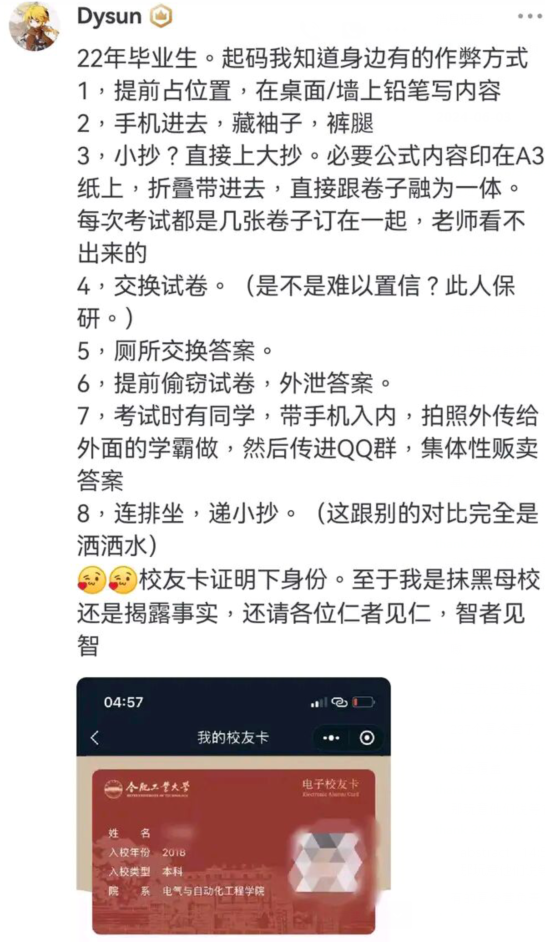 Dysun
22年毕业生。起码我知道身边有的作弊方式
1，提前占位置，在桌面/墙上铅笔写内容
2，手机进去，藏袖子，裤腿
3，小抄？直接上大抄。必要公式内容印在A3
纸上，折叠带进去，直接跟卷子融为一体。
每次考试都是几张卷子订在一起，老师看不
出来的
4，交换试卷。（是不是难以置信？此人保
研。）
5，厕所交换答案。
6，提前偷窃试卷，外泄答案。
7，考试时有同学，带手机入内，拍照外传给
外面的学霸做，然后传进QQ群，集体性贩卖
答案
8，连排坐，递小抄。（这跟别的对比完全是
洒洒水）
校友卡证明下身份。至于我是抹黑母校
还是揭露事实，还请各位仁者见仁，智者见
智
04:57
我的校友卡
合肥工业大学
电子校友卡
姓 名
入校年份 2018
入校类型 本科
院 系 电气与自动化工程学院